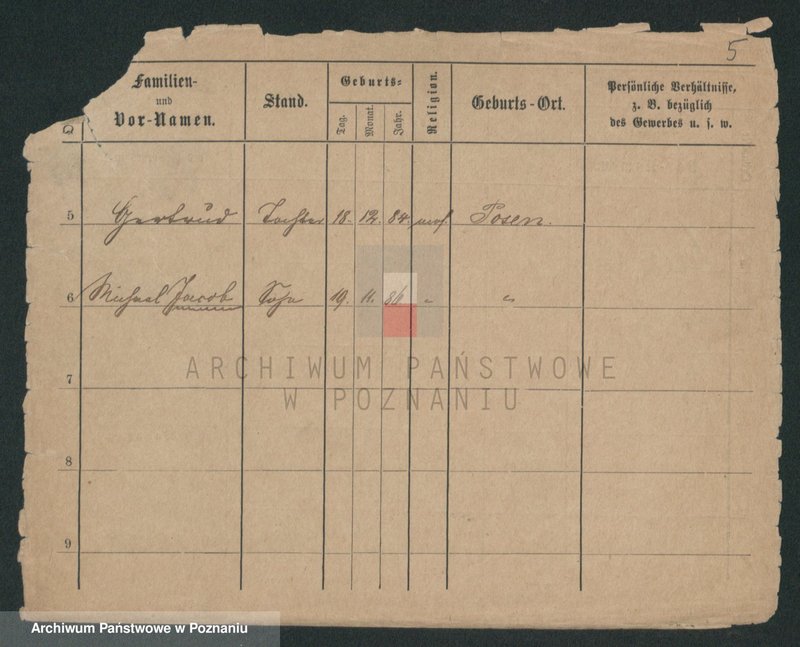 5
Familien-
und
Vor-Namen.
Stand.
Geburts-
Tag.
Monat.
Jahr.
Religion.
Geburts-Ort.
Persönliche Verhältnisse,
z. B. bezüglich
des Gewerbes u. s. w.
5 Gertrud Tochter 18. 12. 84. mos. Posen.
6 Michael Jacob Sohn 19. 11. 86 " "
7
8
9
ARCHIWUM PAŃSTWOWE
W POZNANIU
Archiwum Państwowe w Poznaniu